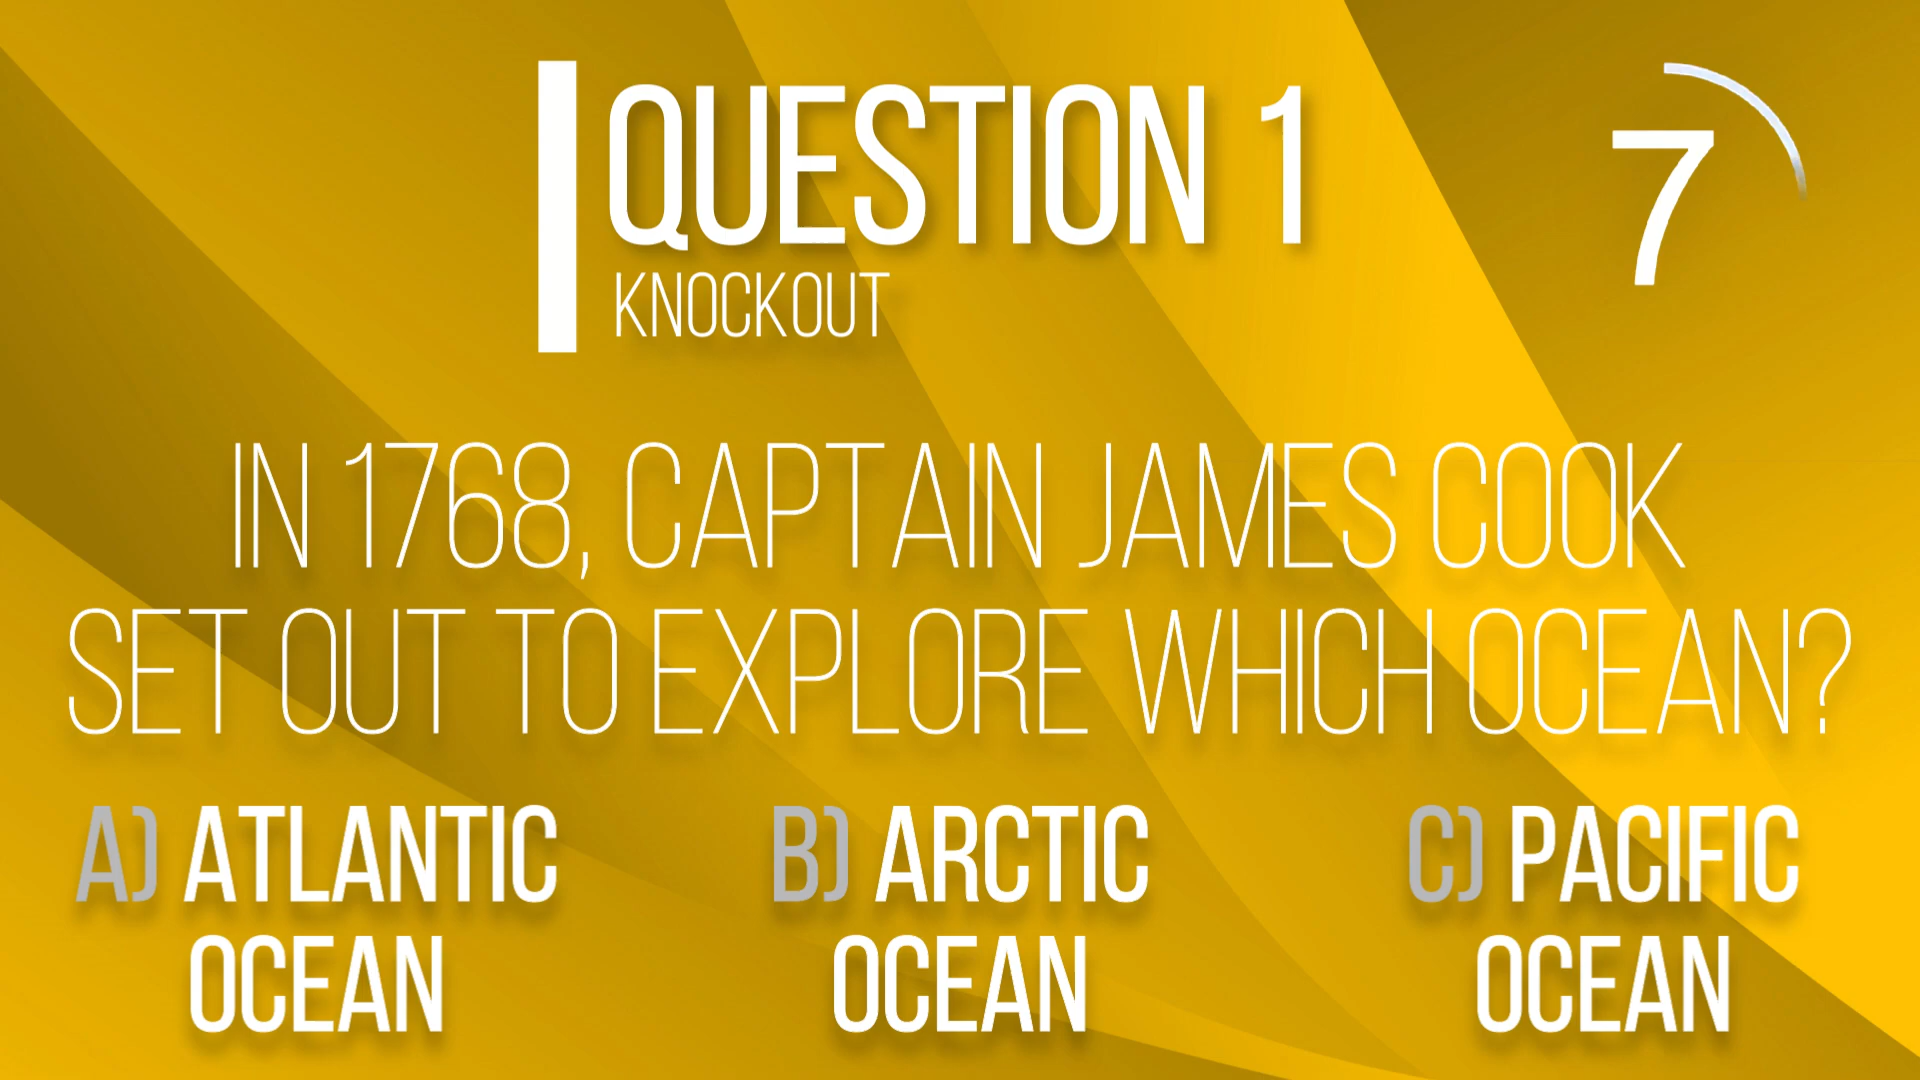 QUESTION 1
KNOCKOUT
7
IN 1768, CAPTAIN JAMES COOK
SET OUT TO EXPLORE WHICH OCEAN?
A) ATLANTIC
OCEAN
B) ARCTIC
OCEAN
C) PACIFIC
OCEAN